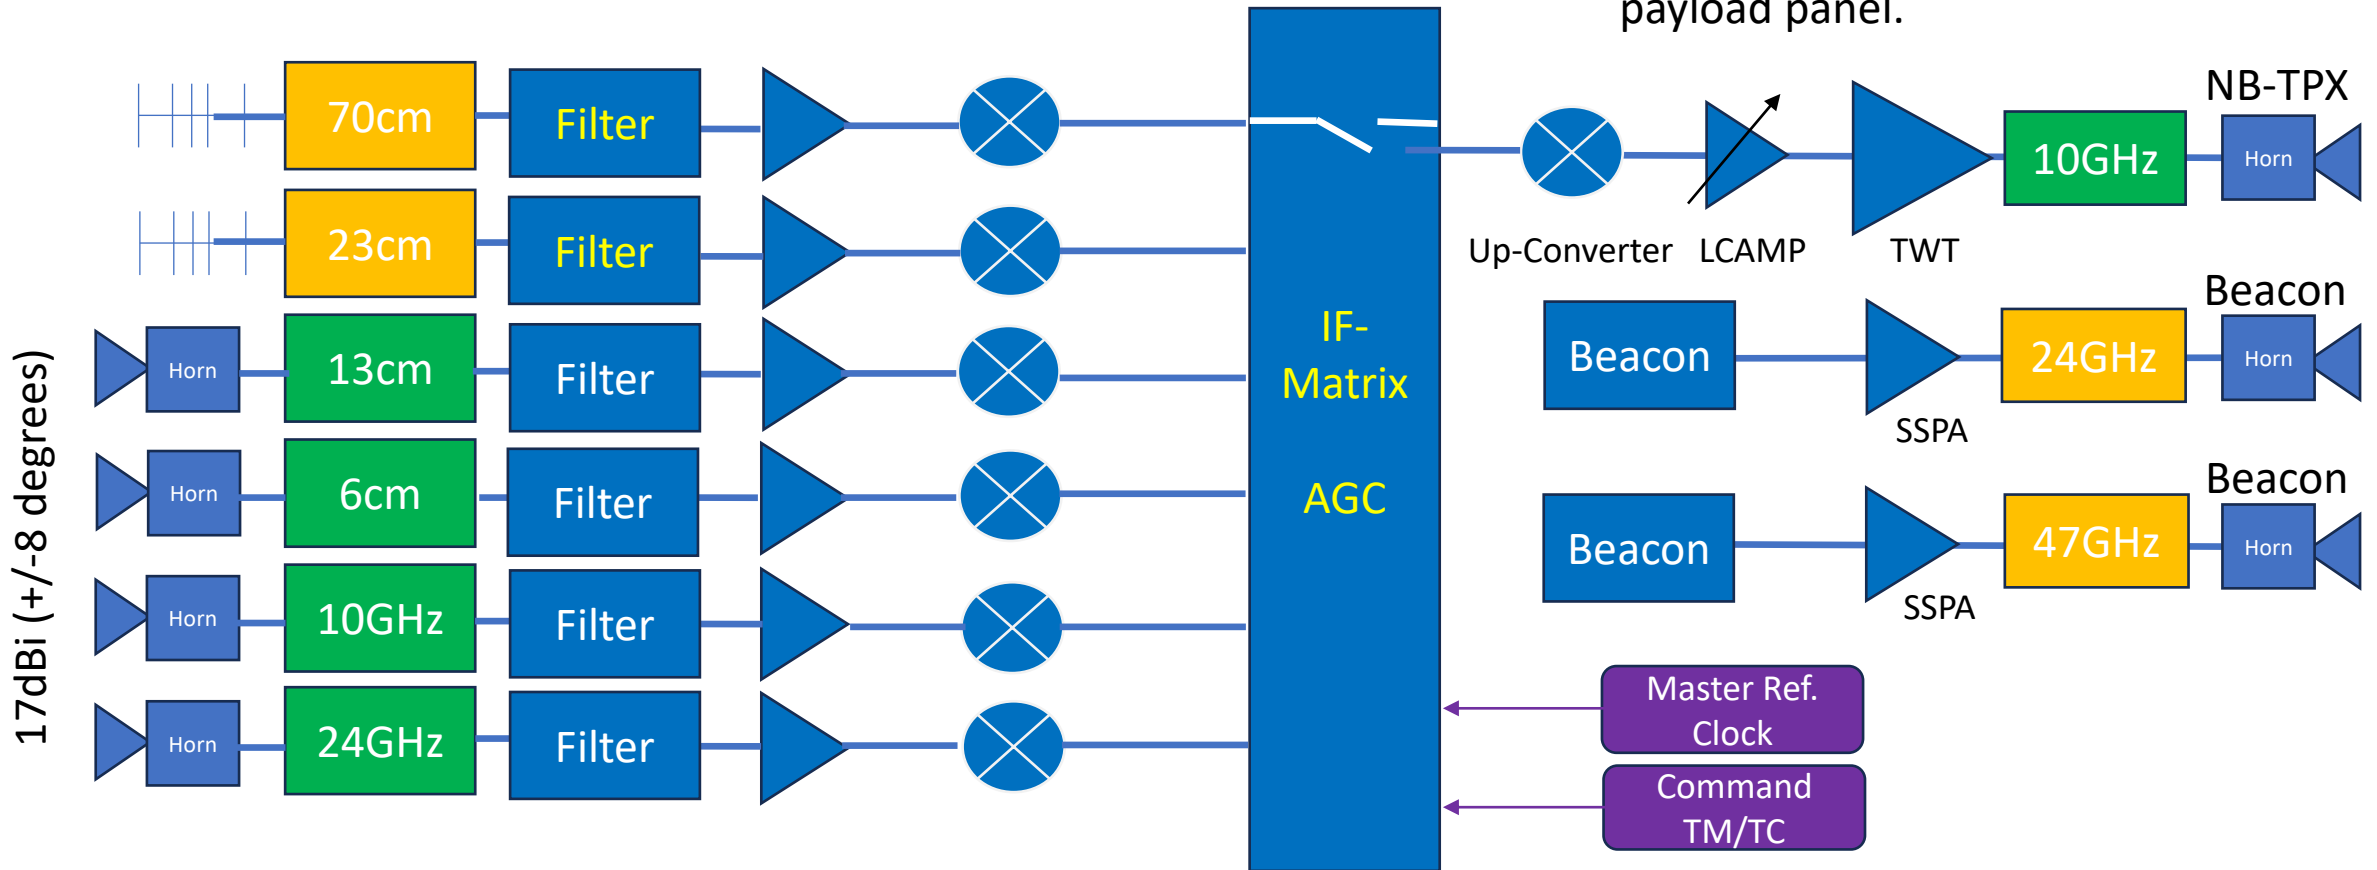 payload panel.
70cm
Filter
23cm
Filter
Horn
13cm
Filter
Horn
6cm
Filter
Horn
10GHz
Filter
Horn
24GHz
Filter
17dBi (+/-8 degrees)
IF-
Matrix
AGC
Up-Converter
LCAMP
TWT
10GHz
NB-TPX
Horn
Beacon
SSPA
24GHz
Beacon
Horn
Beacon
SSPA
47GHz
Beacon
Horn
Master Ref.
Clock
Command
TM/TC